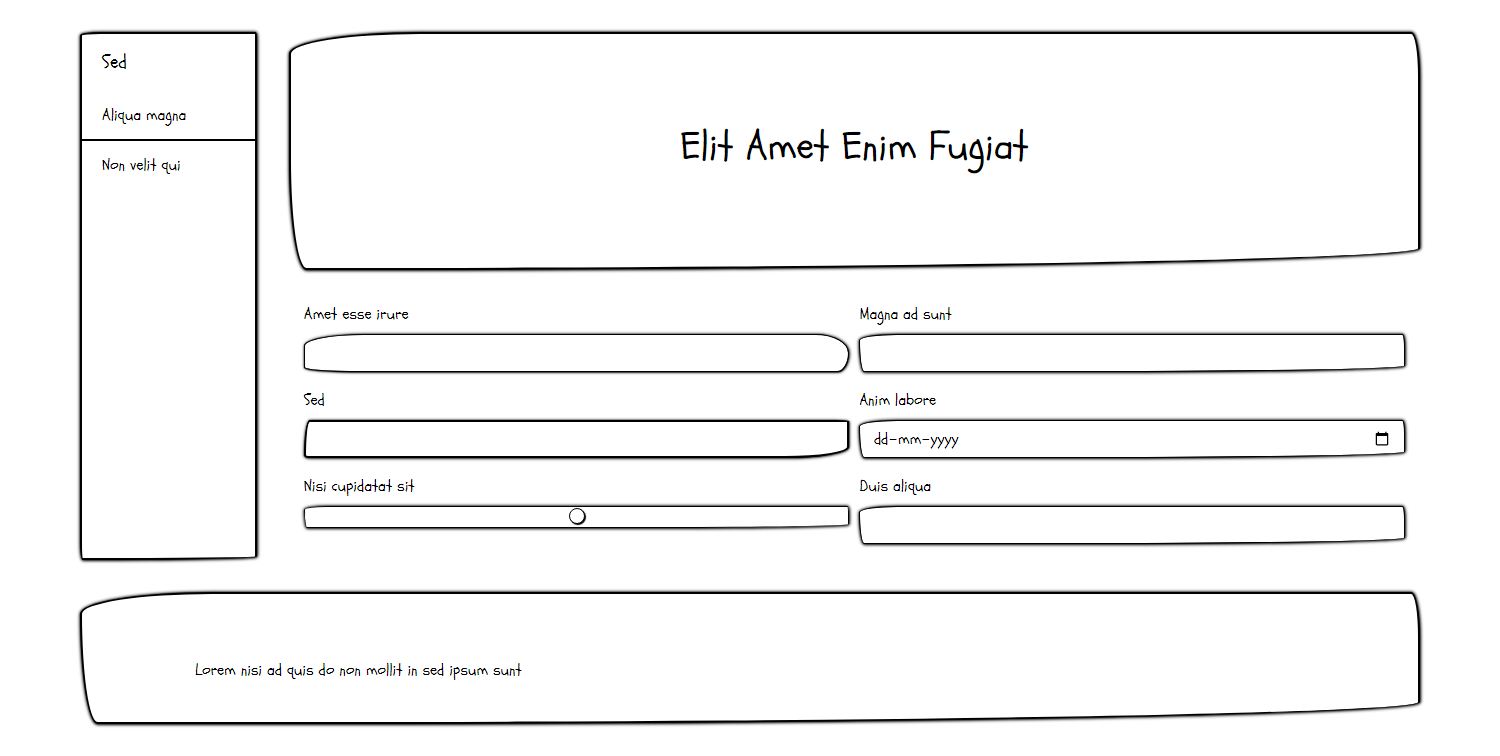 Sed
Aliqua magna
Non velit qui
Elit Amet Enim Fugiat
Amet esse irure
Magna ad sunt
Sed
Anim labore
dd-mm-yyyy
Nisi cupidatat sit
Duis aliqua
Lorem nisi ad quis do non mollit in sed ipsum sunt